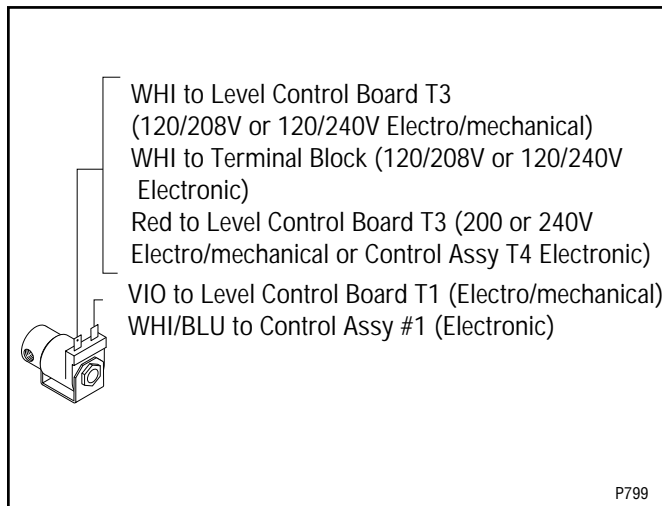 WHI to Level Control Board T3
(120/208V or 120/240V Electro/mechanical)
WHI to Terminal Block (120/208V or 120/240V
Electronic)
Red to Level Control Board T3 (200 or 240V
Electro/mechanical or Control Assy T4 Electronic)
VIO to Level Control Board T1 (Electro/mechanical)
WHI/BLU to Control Assy #1 (Electronic)
P799